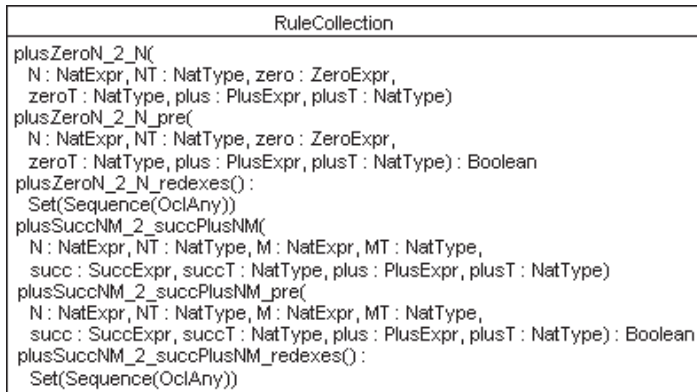 RuleCollection
plusZeroN_2_N(
N : NatExpr, NT : NatType, zero : ZeroExpr,
zeroT : NatType, plus : PlusExpr, plusT : NatType)
plusZeroN_2_N_pre(
N : NatExpr, NT : NatType, zero : ZeroExpr,
zeroT : NatType, plus : PlusExpr, plusT : NatType) : Boolean
plusZeroN_2_N_redexes() :
Set(Sequence(OclAny))
plusSuccNM_2_succPlusNM(
N : NatExpr, NT : NatType, M : NatExpr, MT : NatType,
succ : SuccExpr, succT : NatType, plus : PlusExpr, plusT : NatType)
plusSuccNM_2_succPlusNM_pre(
N : NatExpr, NT : NatType, M : NatExpr, MT : NatType,
succ : SuccExpr, succT : NatType, plus : PlusExpr, plusT : NatType) : Boolean
plusSuccNM_2_succPlusNM_redexes() :
Set(Sequence(OclAny))